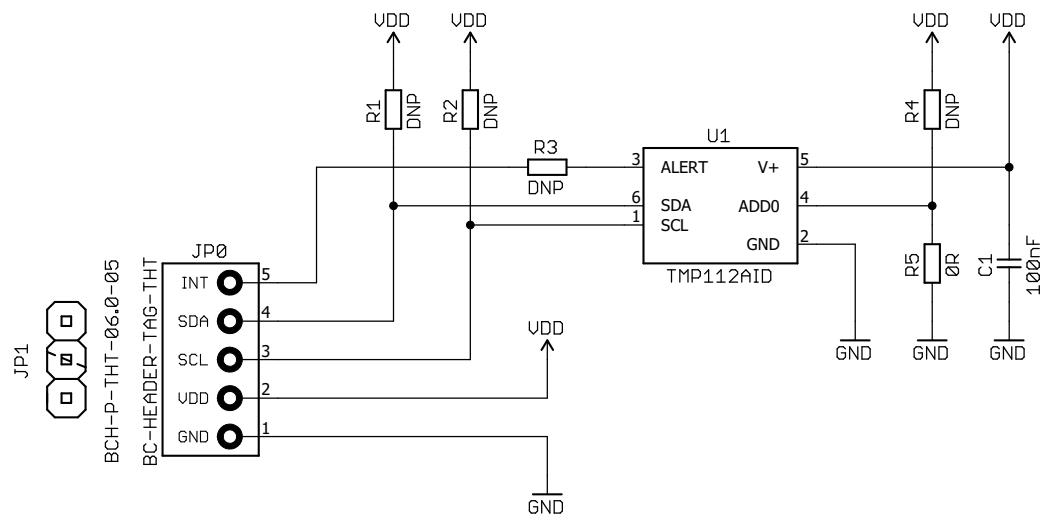 VDD
VDD
VDD
VDD
R1
DNP
R2
DNP
R4
DNP
U1
R3
DNP
3
ALERT
V+
5
6
SDA
ADD0
4
1
SCL
GND
2
TMP112AID
R5
0R
C1
100nF
GND
GND
GND
JP0
INT
5
SDA
4
SCL
3
VDD
2
GND
1
BC-HEADER-TAG-THT
BCH-P-THT-06.0-05
JP1
VDD
GND